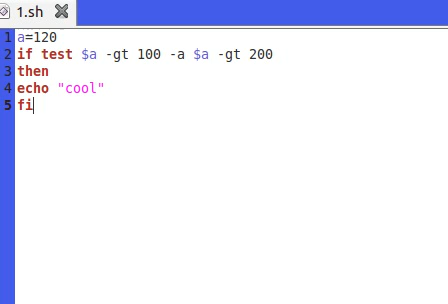 1.sh
1 a=120
2 if test $a -gt 100 -a $a -gt 200
3 then
4 echo "cool"
5 fi